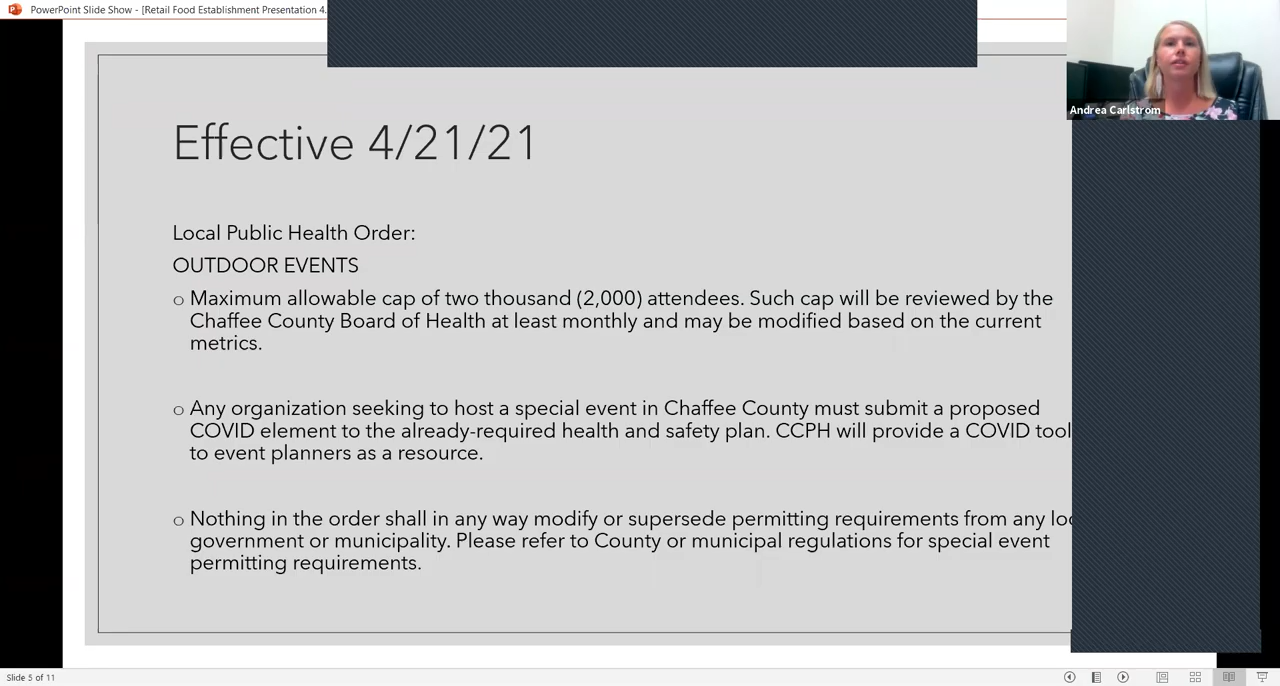 PowerPoint Slide Show - [Retail Food Establishment Presentation 4.
Andrea Carlstrom
Effective 4/21/21
Local Public Health Order:
OUTDOOR EVENTS
Maximum allowable cap of two thousand (2,000) attendees. Such cap will be reviewed by the
Chaffee County Board of Health at least monthly and may be modified based on the current
metrics.
Any organization seeking to host a special event in Chaffee County must submit a proposed
COVID element to the already-required health and safety plan. CCPH will provide a COVID tool
to event planners as a resource.
Nothing in the order shall in any way modify or supersede permitting requirements from any
government or municipality. Please refer to County or municipal regulations for special event
permitting requirements.
Slide 5 of 11